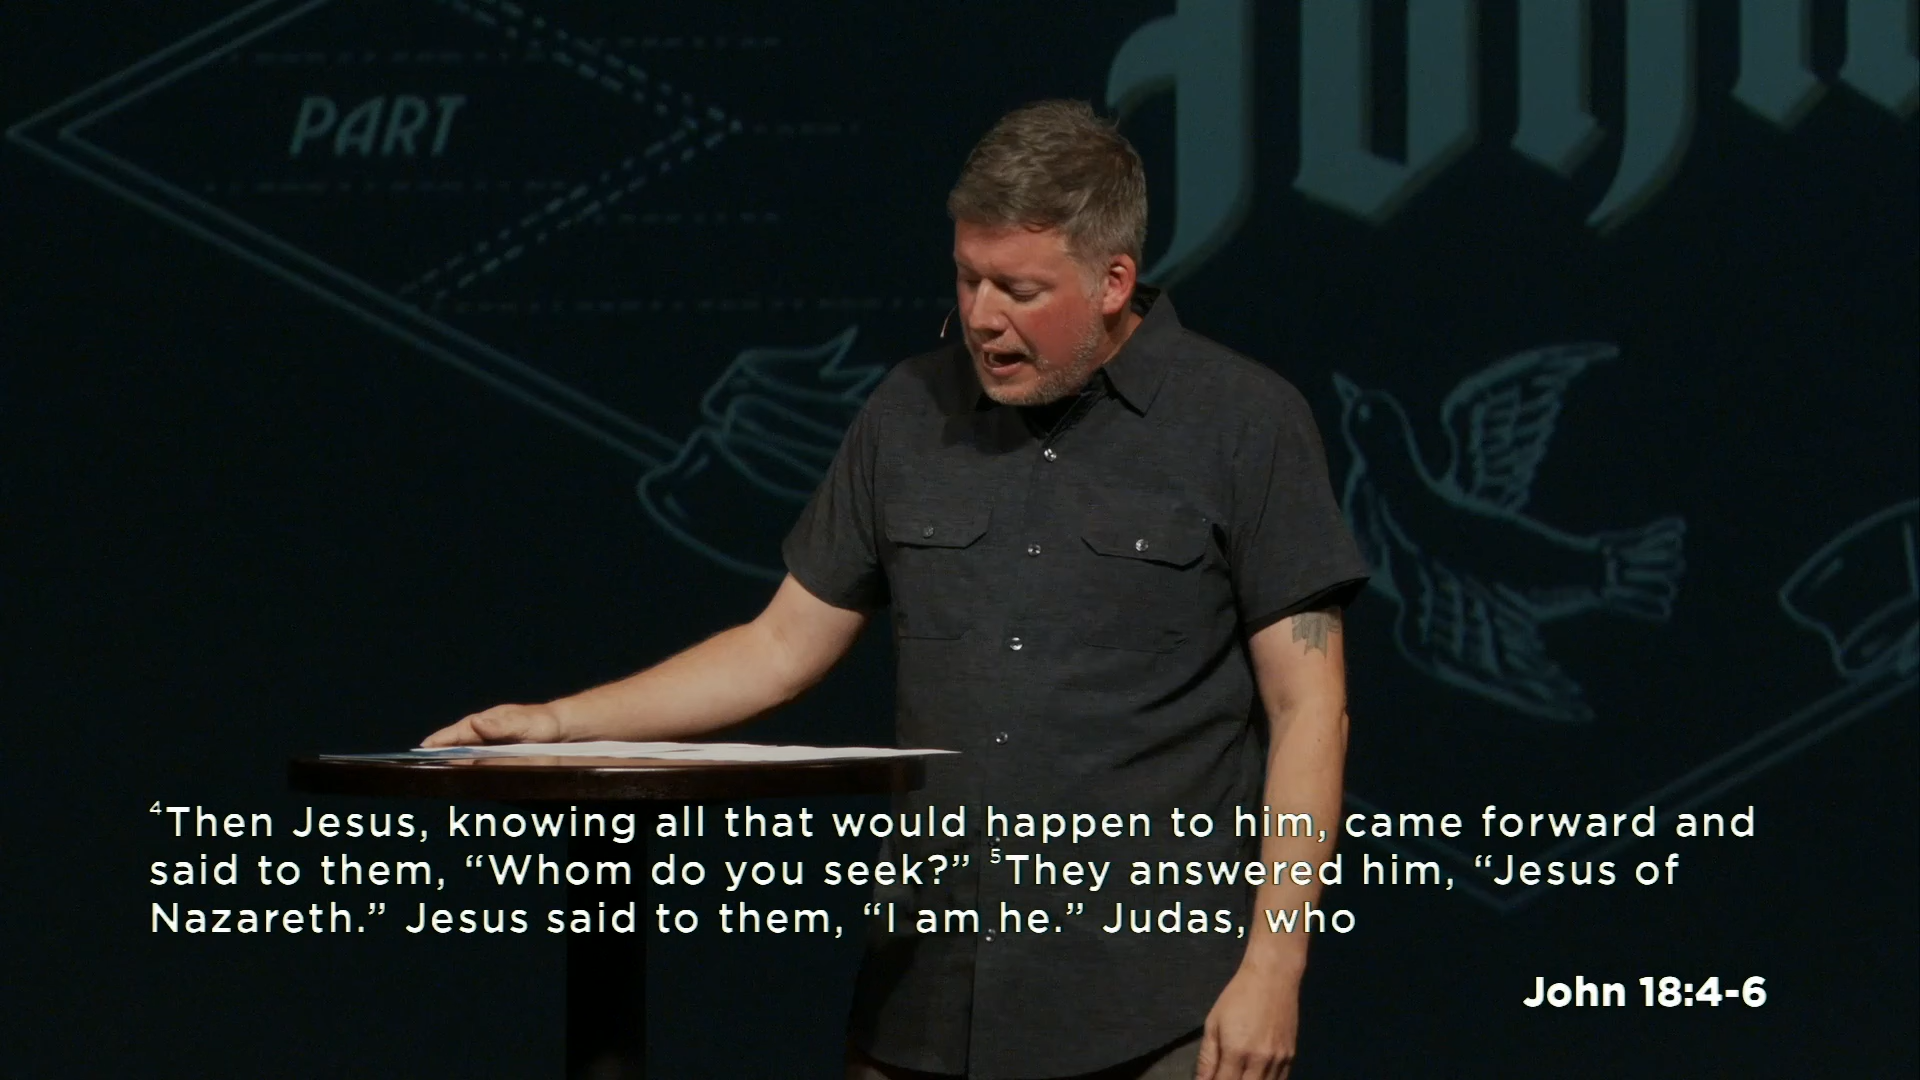 PART
⁴Then Jesus, knowing all that would happen to him, came forward and
said to them, “Whom do you seek?” ⁵They answered him, “Jesus of
Nazareth.” Jesus said to them, “I am he.” Judas, who
John 18:4-6